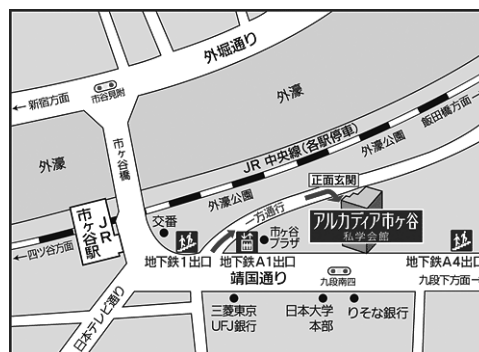 外堀通り
←新宿方面
市谷見附
外濠
飯田橋方面→
市ヶ谷橋
JR 中央線(各駅停車)
外濠公園
外濠
正面玄関
外濠公園
一方通行
アルカディア市ヶ谷
私学会館
交番
市ヶ谷
プラザ
JR
市ヶ谷駅
←四ツ谷方面
地下鉄1出口
地下鉄A1出口
地下鉄A4出口
靖国通り
九段南四
九段下方面→
日本テレビ通り
三菱東京
UFJ銀行
日本大学
本部
りそな銀行